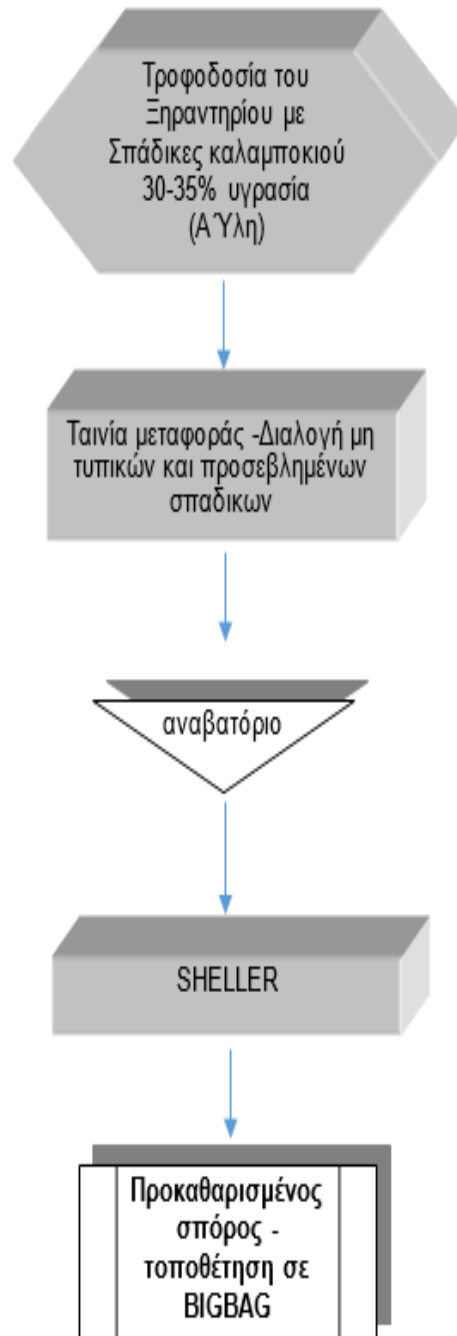 Τροφοδοσία του
Ξηραντηρίου με
Σπάδικες καλαμποκιού
30-35% υγρασία
(Α΄Ύλη)
Ταινία μεταφοράς -Διαλογή μη
τυπικών και προσεβλημένων
σπαδικων
αναβατόριο
SHELLER
Προκαθαρισμένος
σπόρος -
τοποθέτηση σε
BIGBAG